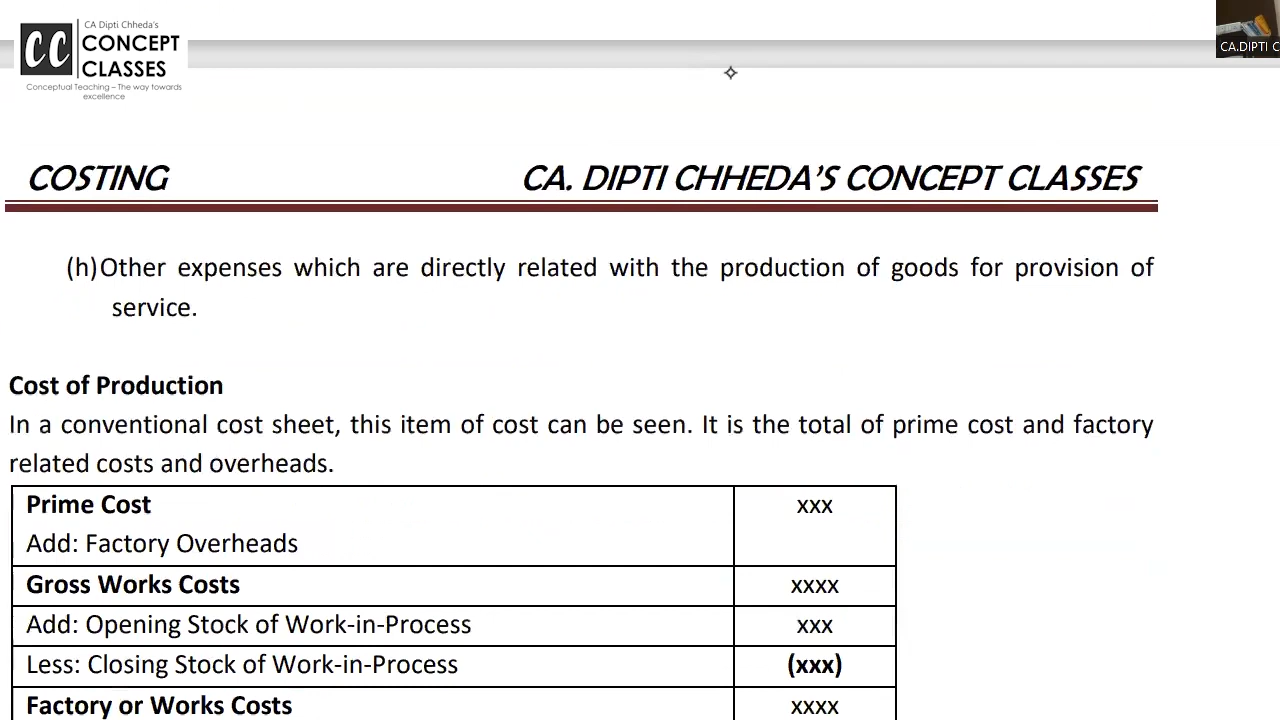 CA Dipti Chheda's
CC
CONCEPT
CLASSES
Conceptual Teaching – The way towards
excellence
CA.DIPTI C
COSTING CA. DIPTI CHHEDA'S CONCEPT CLASSES
(h)Other expenses which are directly related with the production of goods for provision of
service.
Cost of Production
In a conventional cost sheet, this item of cost can be seen. It is the total of prime cost and factory
related costs and overheads.
Prime Cost xxx
Add: Factory Overheads
Gross Works Costs xxxx
Add: Opening Stock of Work-in-Process xxx
Less: Closing Stock of Work-in-Process (xxx)
Factory or Works Costs xxxx